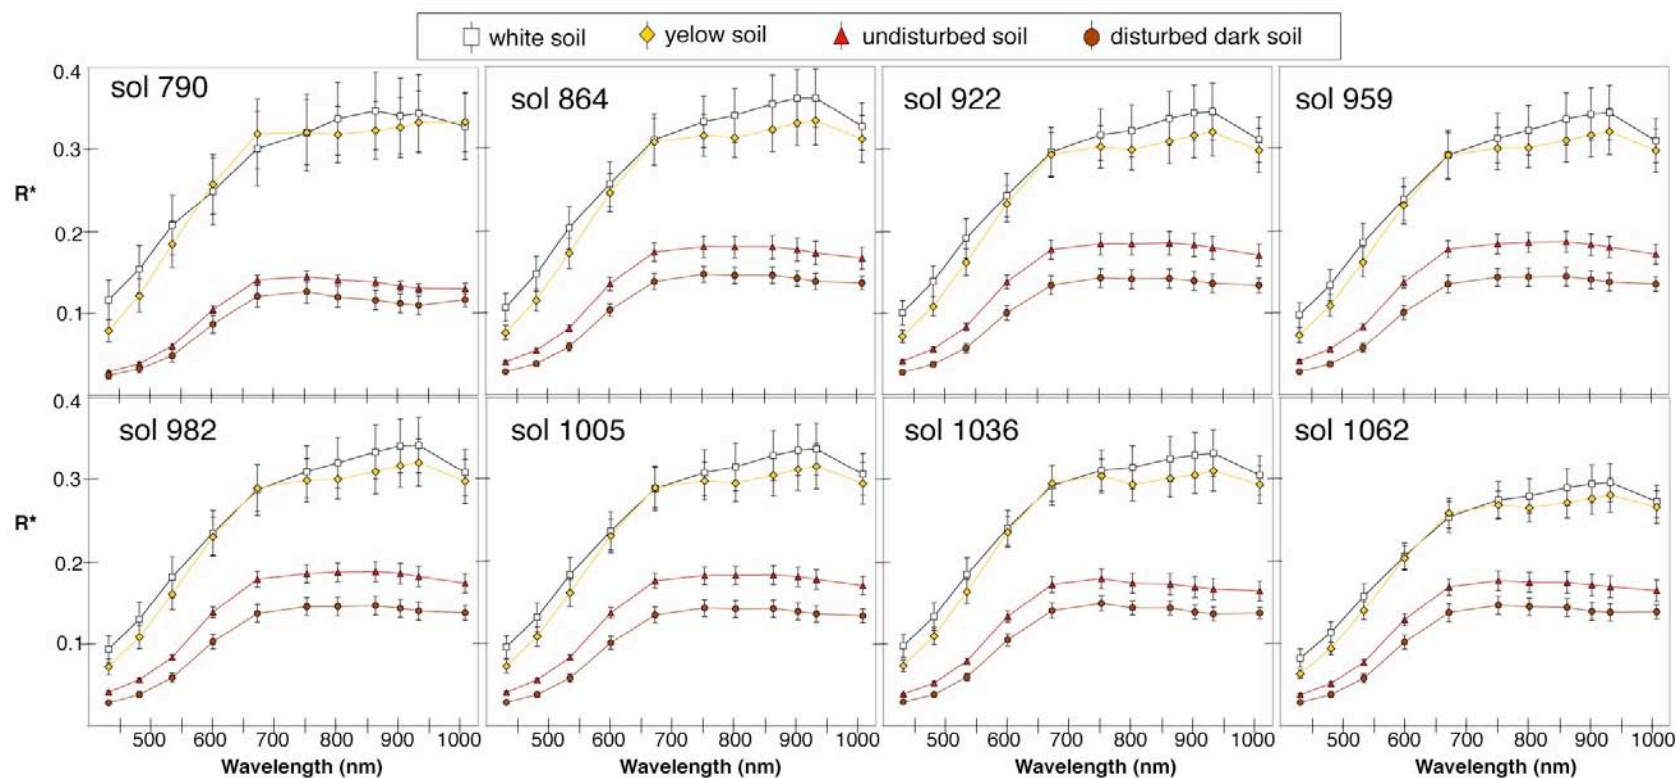 white soil yelow soil undisturbed soil disturbed dark soil
0.4 sol 790 sol 864 sol 922 sol 959
0.3
R*
0.2
0.1
0.4 sol 982 sol 1005 sol 1036 sol 1062
0.3
R*
0.2
0.1
500 600 700 800 900 1000 500 600 700 800 900 1000 500 600 700 800 900 1000 500 600 700 800 900 1000
Wavelength (nm) Wavelength (nm) Wavelength (nm) Wavelength (nm)